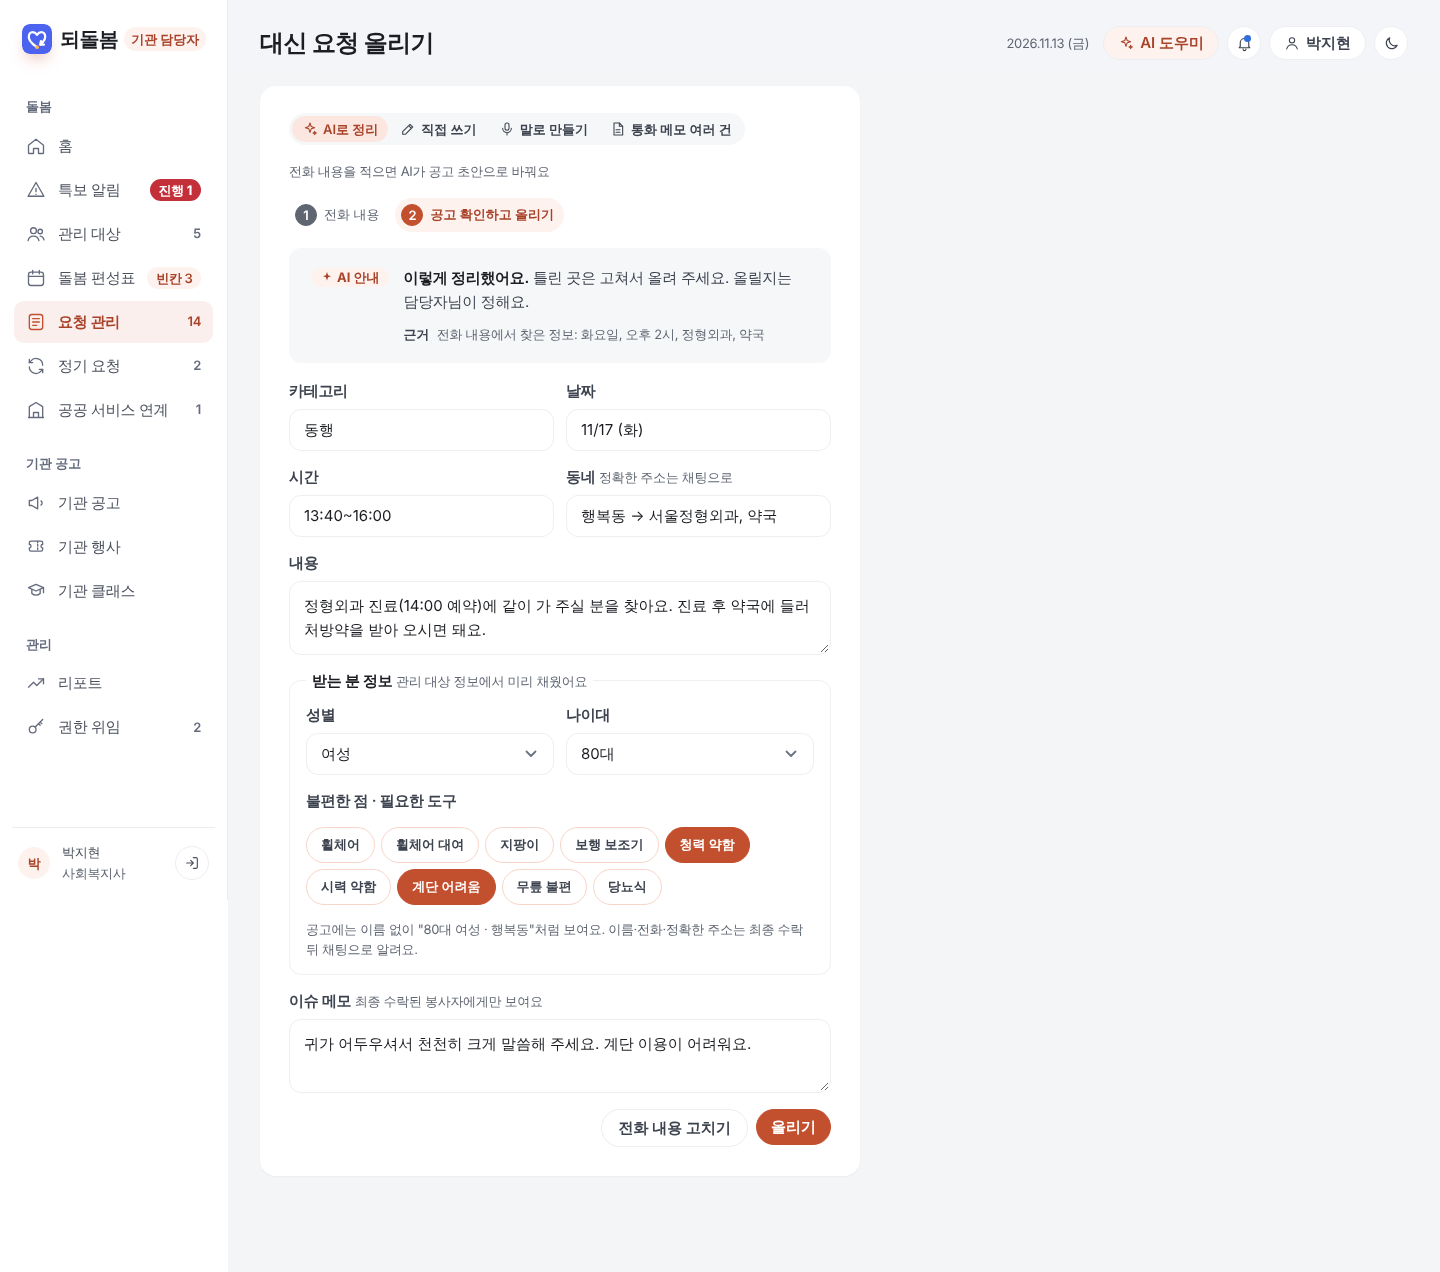 되돌봄 기관 담당자
돌봄
홈
특보 알림 진행 1
관리 대상 5
돌봄 편성표 빈칸 3
요청 관리 14
정기 요청 2
공공 서비스 연계 1
기관 공고
기관 공고
기관 행사
기관 클래스
관리
리포트
권한 위임 2
박 박지현
사회복지사
대신 요청 올리기
2026.11.13 (금) AI 도우미 박지현
AI로 정리 직접 쓰기 말로 만들기 통화 메모 여러 건
전화 내용을 적으면 AI가 공고 초안으로 바꿔요
1 전화 내용 2 공고 확인하고 올리기
AI 안내 이렇게 정리했어요. 틀린 곳은 고쳐서 올려 주세요. 올릴지는
담당자님이 정해요.
근거 전화 내용에서 찾은 정보: 화요일, 오후 2시, 정형외과, 약국
카테고리 날짜
동행 11/17 (화)
시간 동네 정확한 주소는 채팅으로
13:40~16:00 행복동 → 서울정형외과, 약국
내용
정형외과 진료(14:00 예약)에 같이 가 주실 분을 찾아요. 진료 후 약국에 들러
처방약을 받아 오시면 돼요.
받는 분 정보 관리 대상 정보에서 미리 채웠어요
성별 나이대
여성 80대
불편한 점 · 필요한 도구
휠체어 휠체어 대여 지팡이 보행 보조기 청력 약함
시력 약함 계단 어려움 무릎 불편 당뇨식
공고에는 이름 없이 "80대 여성 · 행복동"처럼 보여요. 이름·전화·정확한 주소는 최종 수락
뒤 채팅으로 알려요.
이슈 메모 최종 수락된 봉사자에게만 보여요
귀가 어두우셔서 천천히 크게 말씀해 주세요. 계단 이용이 어려워요.
전화 내용 고치기 올리기